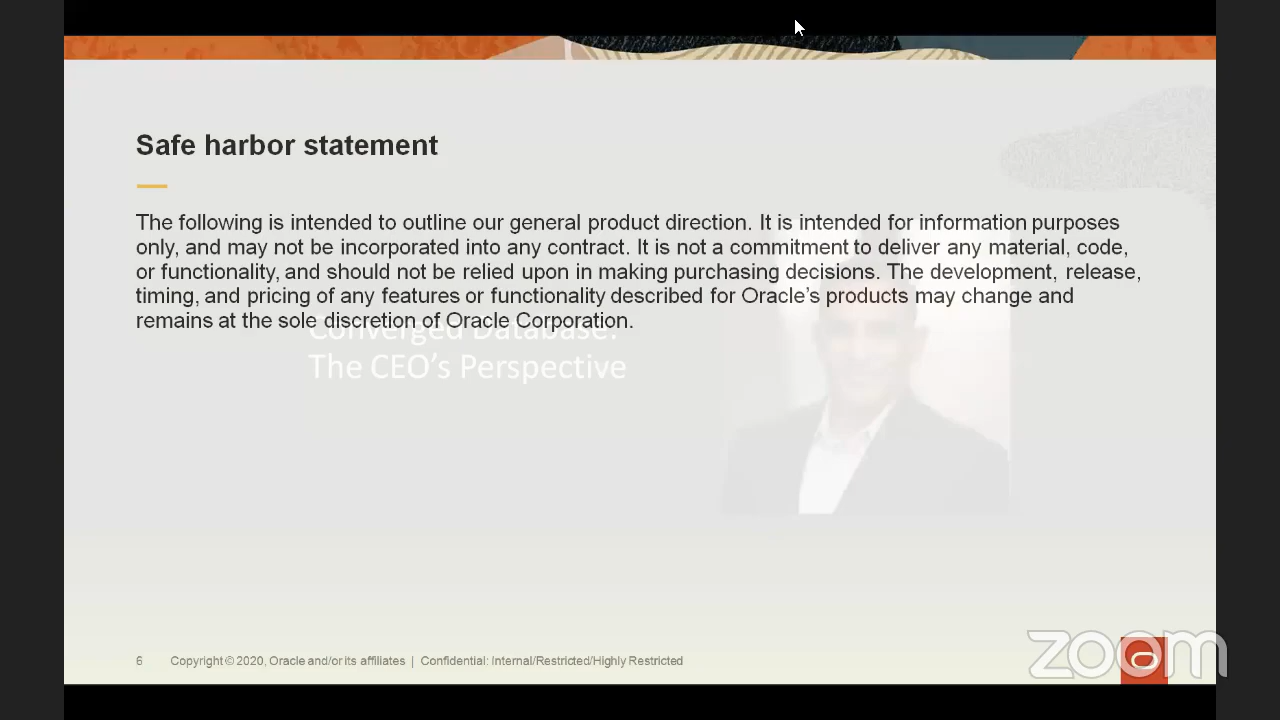 Safe harbor statement
The following is intended to outline our general product direction. It is intended for information purposes
only, and may not be incorporated into any contract. It is not a commitment to deliver any material, code,
or functionality, and should not be relied upon in making purchasing decisions. The development, release,
timing, and pricing of any features or functionality described for Oracle’s products may change and
remains at the sole discretion of Oracle Corporation.
Converged Database:
The CEO’s Perspective
6 Copyright © 2020, Oracle and/or its affiliates | Confidential: Internal/Restricted/Highly Restricted
zoom